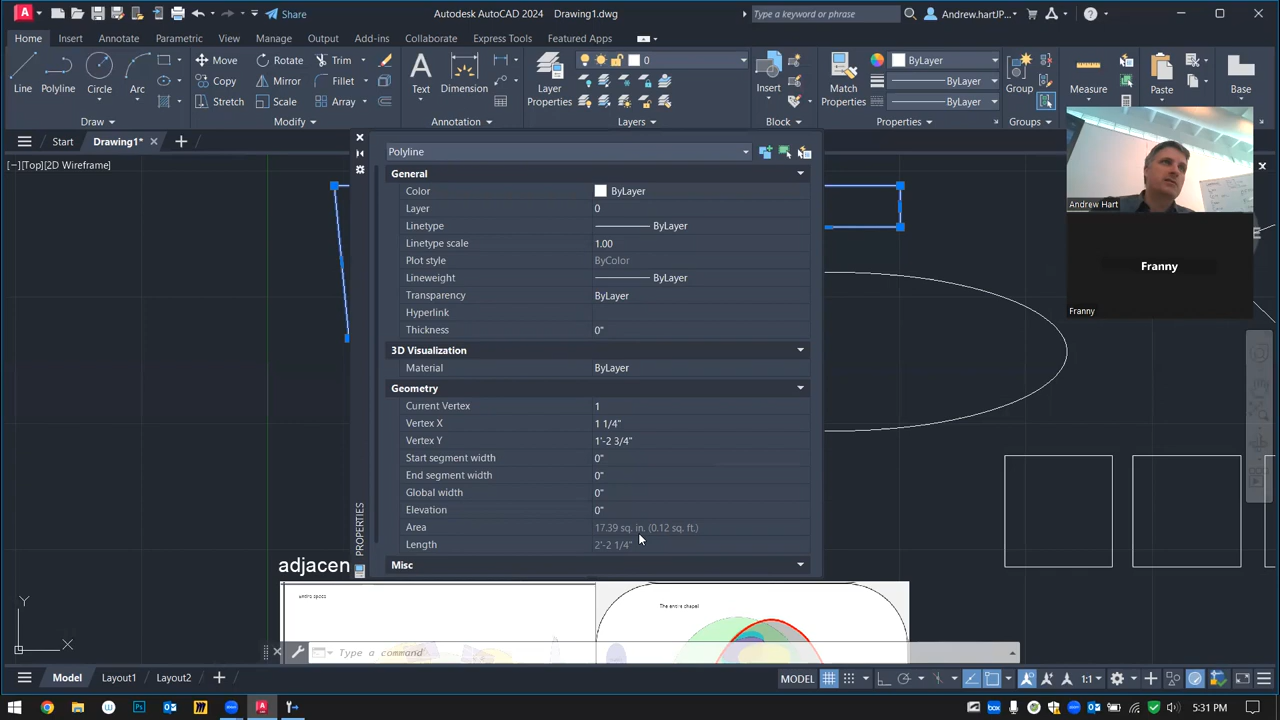 Share
Autodesk AutoCAD 2024 Drawing1.dwg
Type a keyword or phrase
Andrew.hartJP...
Home Insert Annotate Parametric View Manage Output Add-ins Collaborate Express Tools Featured Apps
Line
Polyline
Circle
Arc
Move
Copy
Stretch
Rotate
Mirror
Scale
Trim
Fillet
Array
Text
Dimension
Layer
Properties
0
Insert
Match
Properties
ByLayer
ByLayer
ByLayer
Group
Measure
Paste
Base
Draw
Modify
Annotation
Layers
Block
Properties
Groups
Start
Drawing1*
[−][Top][2D Wireframe]
Polyline
General
Color ByLayer
Layer 0
Linetype ByLayer
Linetype scale 1.00
Plot style ByColor
Lineweight ByLayer
Transparency ByLayer
Hyperlink
Thickness 0"
3D Visualization
Material ByLayer
Geometry
Current Vertex 1
Vertex X 1 1/4"
Vertex Y 1'-2 3/4"
Start segment width 0"
End segment width 0"
Global width 0"
Elevation 0"
Area 17.39 sq. in. (0.12 sq. ft.)
Length 2'-2 1/4"
Misc
PROPERTIES
Andrew Hart
Franny
Franny
adjacen
The entire chapel
Y
X
Type a command
Model Layout1 Layout2
MODEL
1:1
5:31 PM